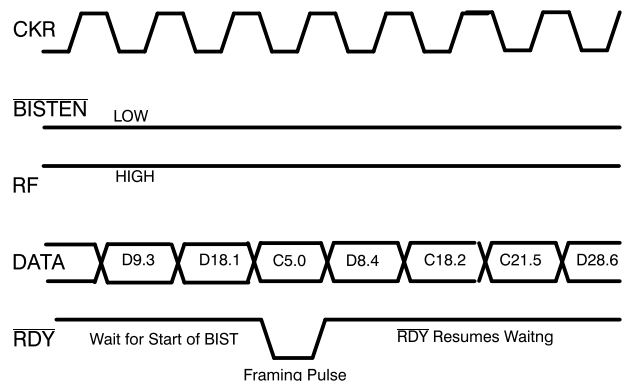 CKR
BISTEN
LOW
RF
HIGH
DATA
D9.3 D18.1 C5.0 D8.4 C18.2 C21.5 D28.6
RDY
Wait for Start of BIST
RDY Resumes Waitng
Framing Pulse